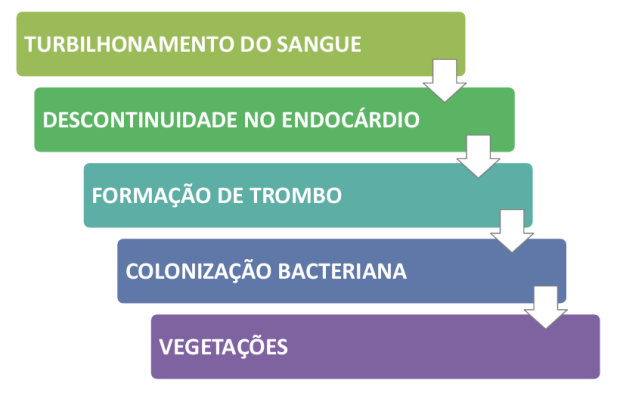 TURBILHONAMENTO DO SANGUE
DESCONTINUIDADE NO ENDOCÁRDIO
FORMAÇÃO DE TROMBO
COLONIZAÇÃO BACTERIANA
VEGETAÇÕES